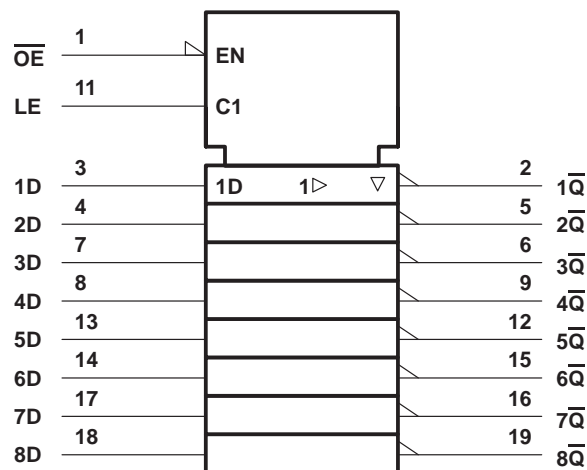 1
O̅E̅ EN
11
LE C1
3 2
1D 1D 1▷ ▽ 1Q̅
4 5
2D 2Q̅
7 6
3D 3Q̅
8 9
4D 4Q̅
13 12
5D 5Q̅
14 15
6D 6Q̅
17 16
7D 7Q̅
18 19
8D 8Q̅